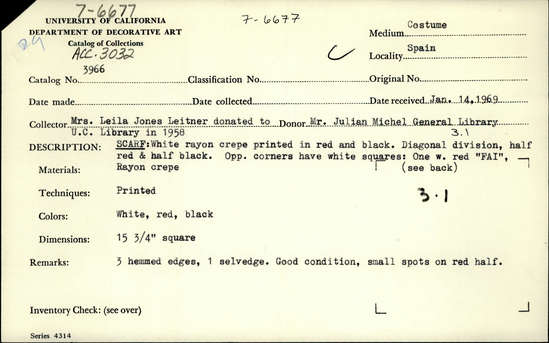 7-6677
7-6677
UNIVERSITY OF CALIFORNIA
DEPARTMENT OF DECORATIVE ART
Catalog of Collections
ACC. 3032
Medium Costume
Locality Spain
Catalog No. 3966 Classification No. Original No.
Date made Date collected Date received Jan. 14, 1969
Collector Mrs. Leila Jones Leitner donated to Donor Mr. Julian Michel General Library
U.C. Library in 1958 3.1
DESCRIPTION: SCARF: White rayon crepe printed in red and black. Diagonal division, half
red & half black. Opp. corners have white squares: One w. red "FAI",
Materials: Rayon crepe (see back)
Techniques: Printed
3.1
Colors: White, red, black
Dimensions: 15 3/4" square
Remarks: 3 hemmed edges, 1 selvedge. Good condition, small spots on red half.
Inventory Check: (see over)
Series 4314